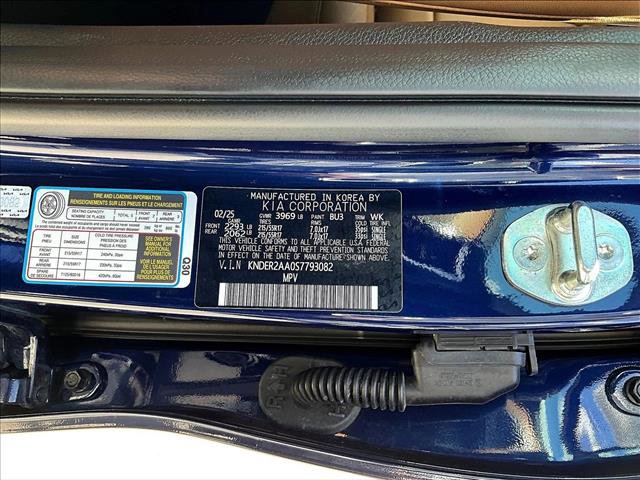 TIRE AND LOADING INFORMATION
RENSEIGNEMENTS SUR LES PNEUS ET LE CHARGEMENT
SEATING CAPACITY
NOMBRE DE PLACES
TOTAL 5
FRONT
AVANT
REAR
ARRIÈRE
TIRE
PNEU
SIZE
DIMENSIONS
COLD TIRE PRESSURE
PRESSION DES
PNEUS À FROID
SEE OWNER'S
MANUAL FOR
ADDITIONAL
INFORMATION
VOIR LE MANUEL
DE L'USAGER
POUR PLUS DE
RENSEIGNEMENTS
FRONT
AVANT
215/55R17
240kPa, 35psi
REAR
ARRIÈRE
215/55R17
SPARE
DE SECOURS
420kPa, 60psi
Q30
MANUFACTURED IN KOREA BY
KIA CORPORATION
02/25 GVWR 3969 LB PAINT BU3 TRIM WK
GAWR TIRES RIMS COLD TIRE INFL.
FRONT 2293 LB 215/55R17 7.0Jx17 35psi SINGLE
REAR 2062 LB 215/55R17 7.0Jx17 33psi SINGLE
THIS VEHICLE CONFORMS TO ALL APPLICABLE U.S.A. FEDERAL
MOTOR VEHICLE SAFETY, BUMPER, AND THEFT PREVENTION STANDARDS
IN EFFECT ON THE DATE OF MANUFACTURE SHOWN ABOVE.
V.I.N KNDER2AA0S7793082
MPV